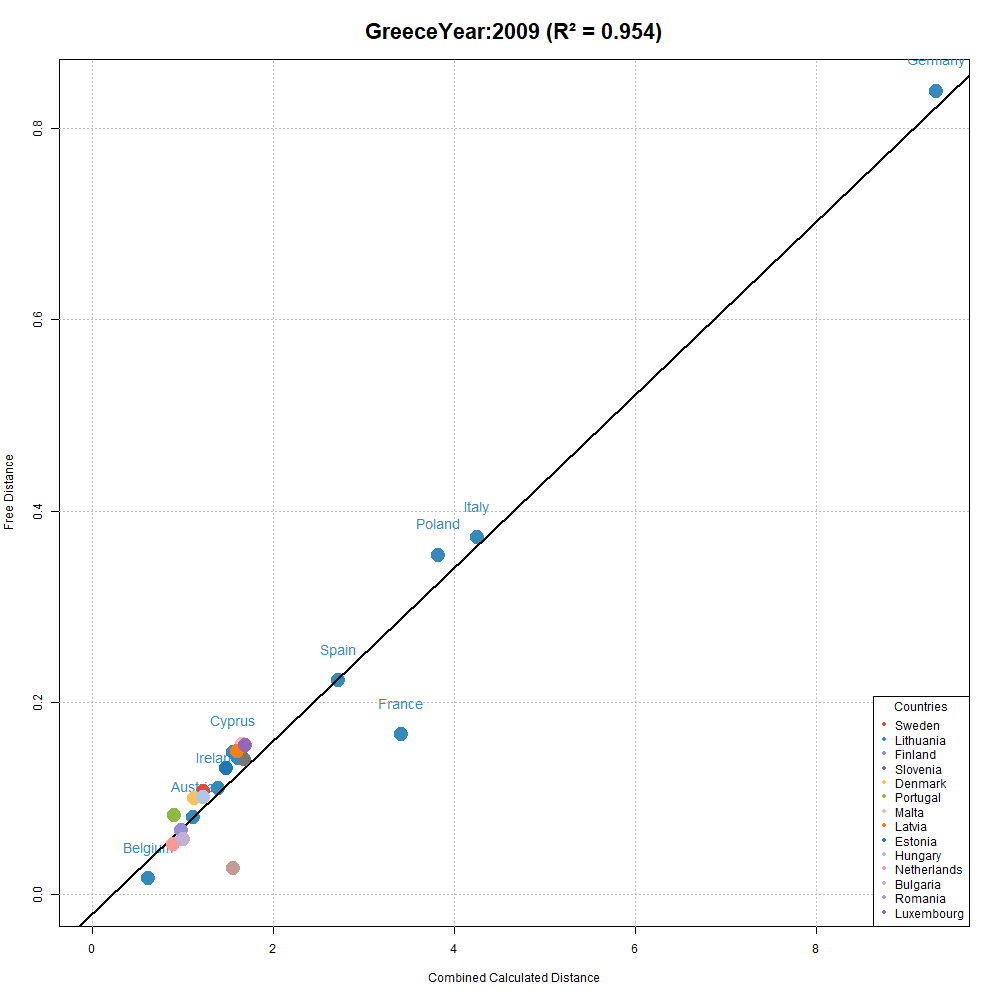 GreeceYear:2009 (R² = 0.954)
Germany
0.8
0.6
Free Distance
0.4
Italy
Poland
Spain
0.2
France
Cyprus
Irelan
Austria
Belgium
0.0
Countries
Sweden
Lithuania
Finland
Slovenia
Denmark
Portugal
Malta
Latvia
Estonia
Hungary
Netherlands
Bulgaria
Romania
Luxembourg
0 2 4 6 8
Combined Calculated Distance